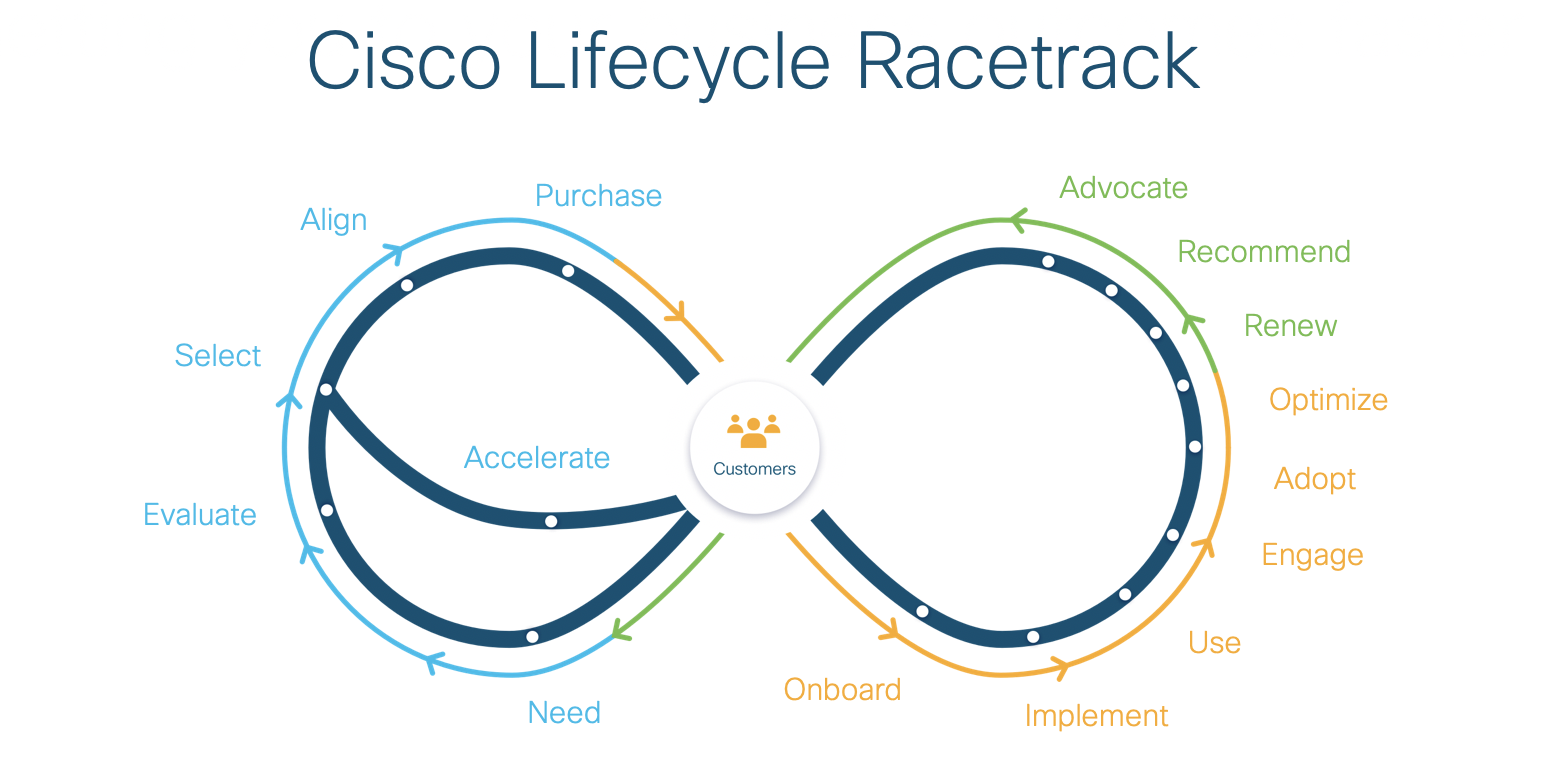 Cisco Lifecycle Racetrack
Purchase
Align
Select
Accelerate
Evaluate
Need
Customers
Advocate
Recommend
Renew
Optimize
Adopt
Engage
Use
Onboard
Implement